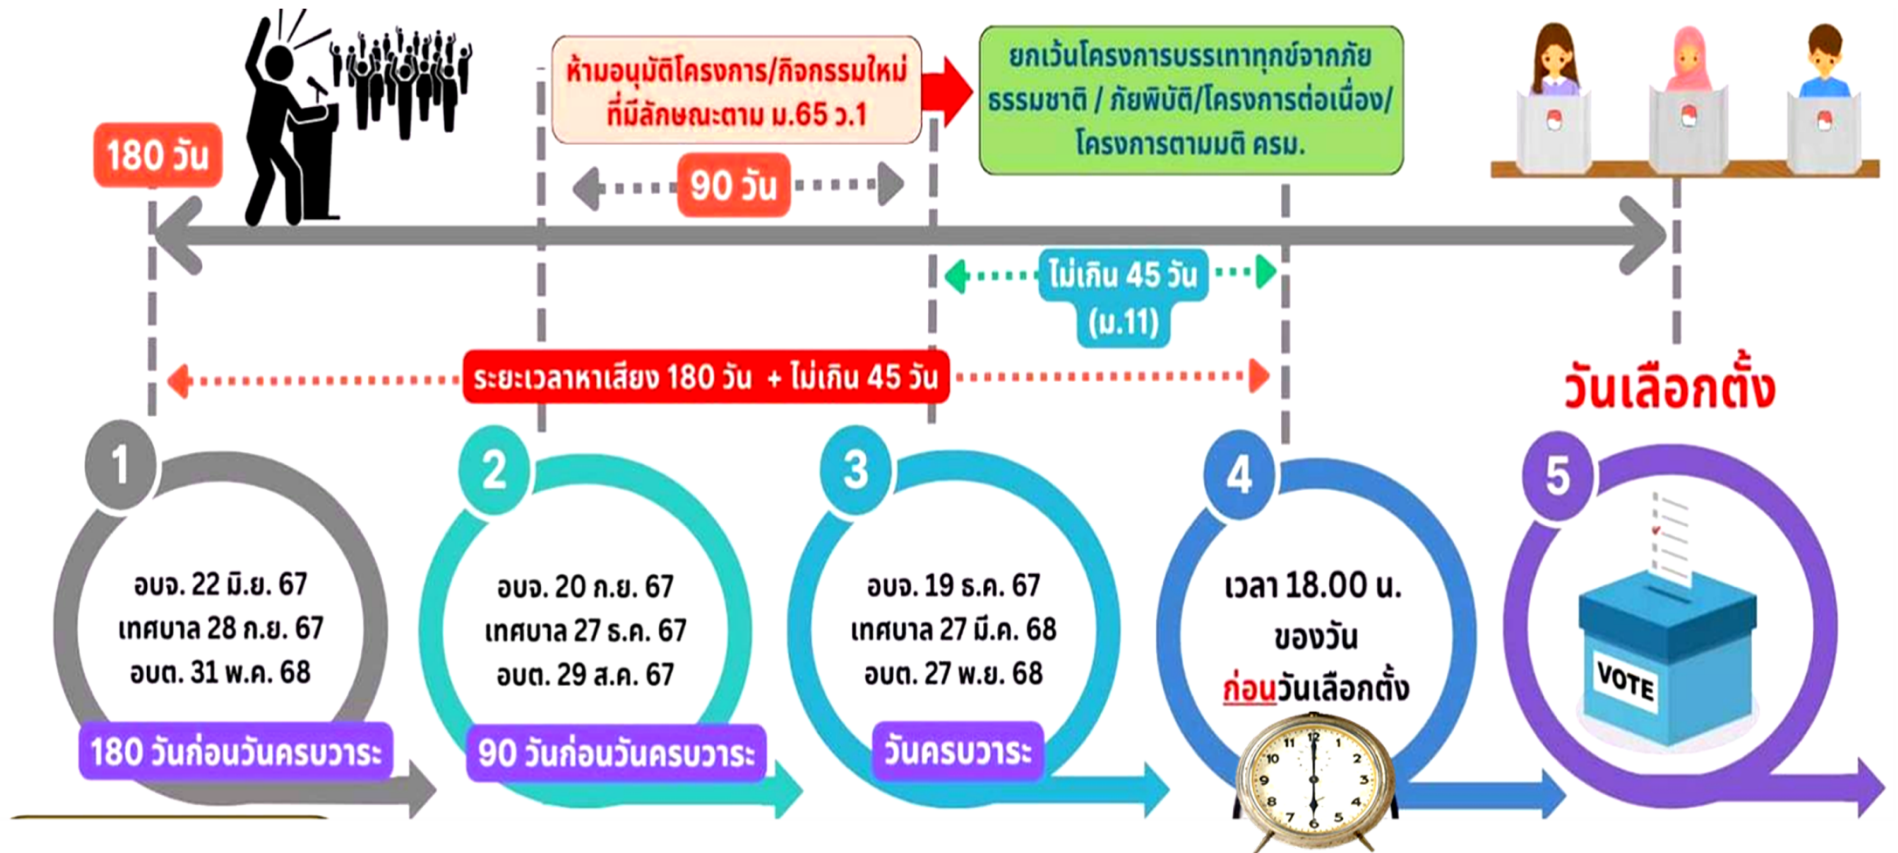 180 วัน
ห้ามอนุมัติโครงการ/กิจกรรมใหม่
ที่มีลักษณะตาม ม.65 ว.1
ยกเว้นโครงการบรรเทาทุกข์จากภัย
ธรรมชาติ / ภัยพิบัติ/โครงการต่อเนื่อง/
โครงการตามมติ ครม.
90 วัน
ไม่เกิน 45 วัน
(ม.11)
ระยะเวลาหาเสียง 180 วัน + ไม่เกิน 45 วัน
วันเลือกตั้ง
1
อบจ. 22 มิ.ย. 67
เทศบาล 28 ก.ย. 67
อบต. 31 พ.ค. 68
180 วันก่อนวันครบวาระ
2
อบจ. 20 ก.ย. 67
เทศบาล 27 ธ.ค. 67
อบต. 29 ส.ค. 67
90 วันก่อนวันครบวาระ
3
อบจ. 19 ธ.ค. 67
เทศบาล 27 มี.ค. 68
อบต. 27 พ.ย. 68
วันครบวาระ
4
เวลา 18.00 น.
ของวัน
ก่อนวันเลือกตั้ง
12
1
2
3
4
5
6
7
8
9
10
11
5
VOTE